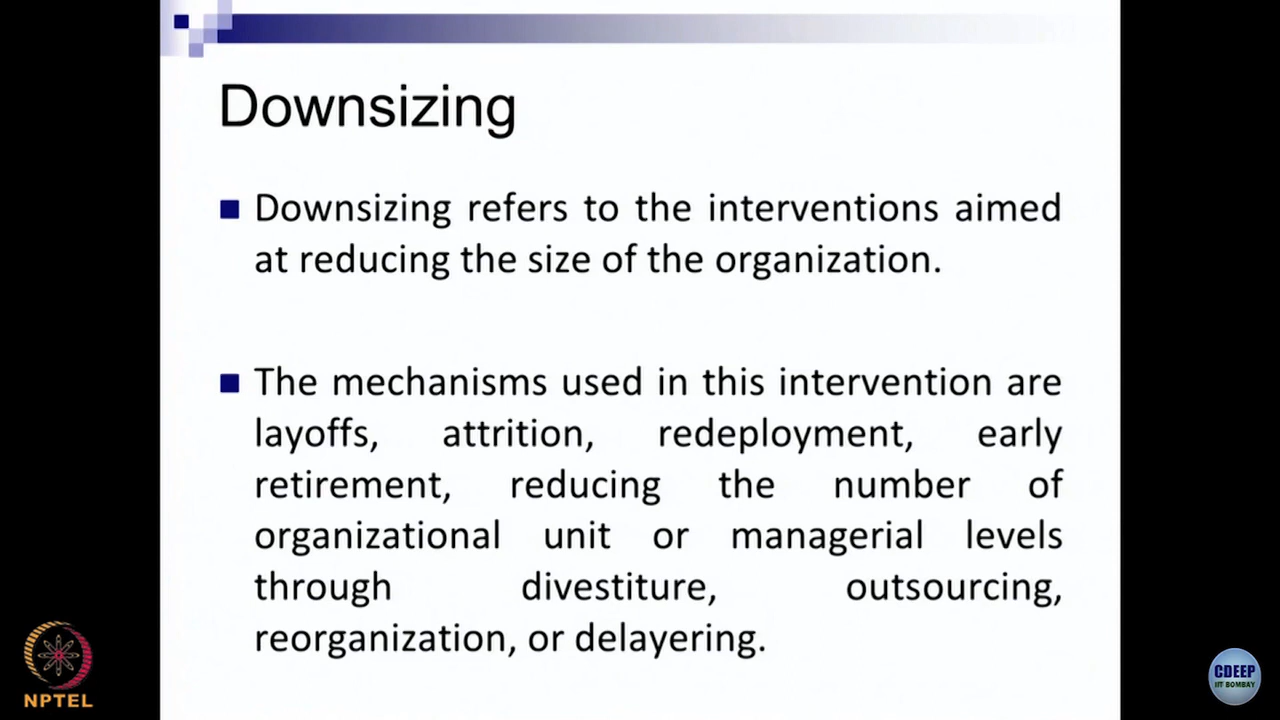 Downsizing
Downsizing refers to the interventions aimed
at reducing the size of the organization.
The mechanisms used in this intervention are
layoffs, attrition, redeployment, early
retirement, reducing the number of
organizational unit or managerial levels
through divestiture, outsourcing,
reorganization, or delayering.
NPTEL
CDEEP
IIT BOMBAY